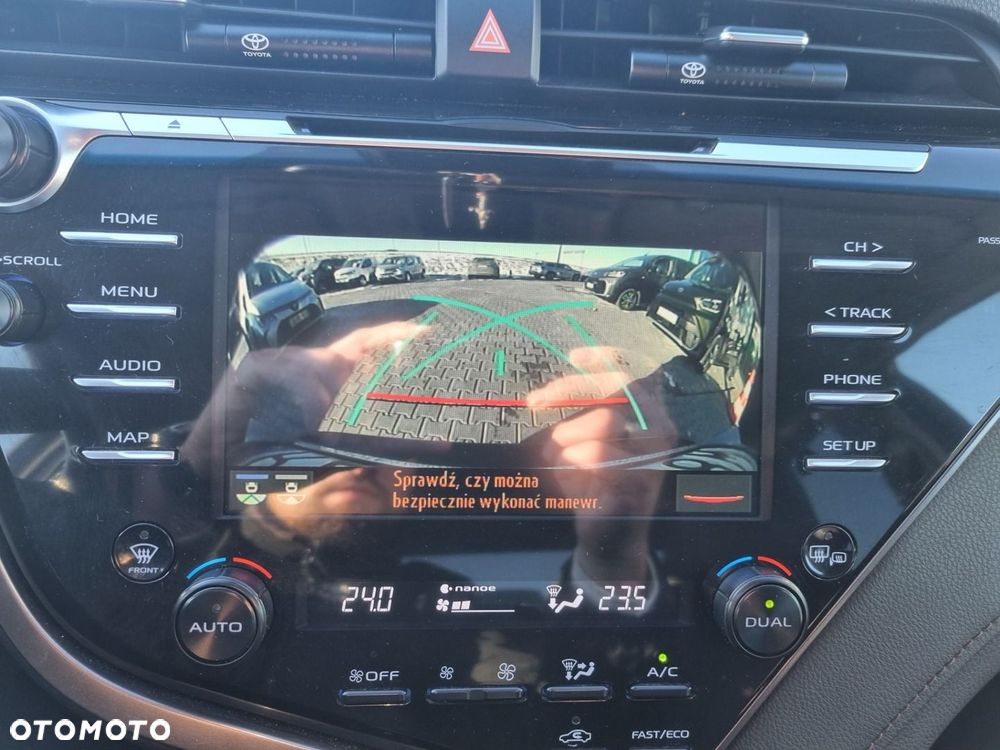 TOYOTA
TOYOTA
HOME
SCROLL
MENU
AUDIO
MAP
CH >
PASS
< TRACK
PHONE
SETUP
Sprawdź, czy można
bezpiecznie wykonać manewr.
FRONT
24.0
nanoe
23.5
AUTO
DUAL
OFF
A/C
FAST/ECO
OTOMOTO